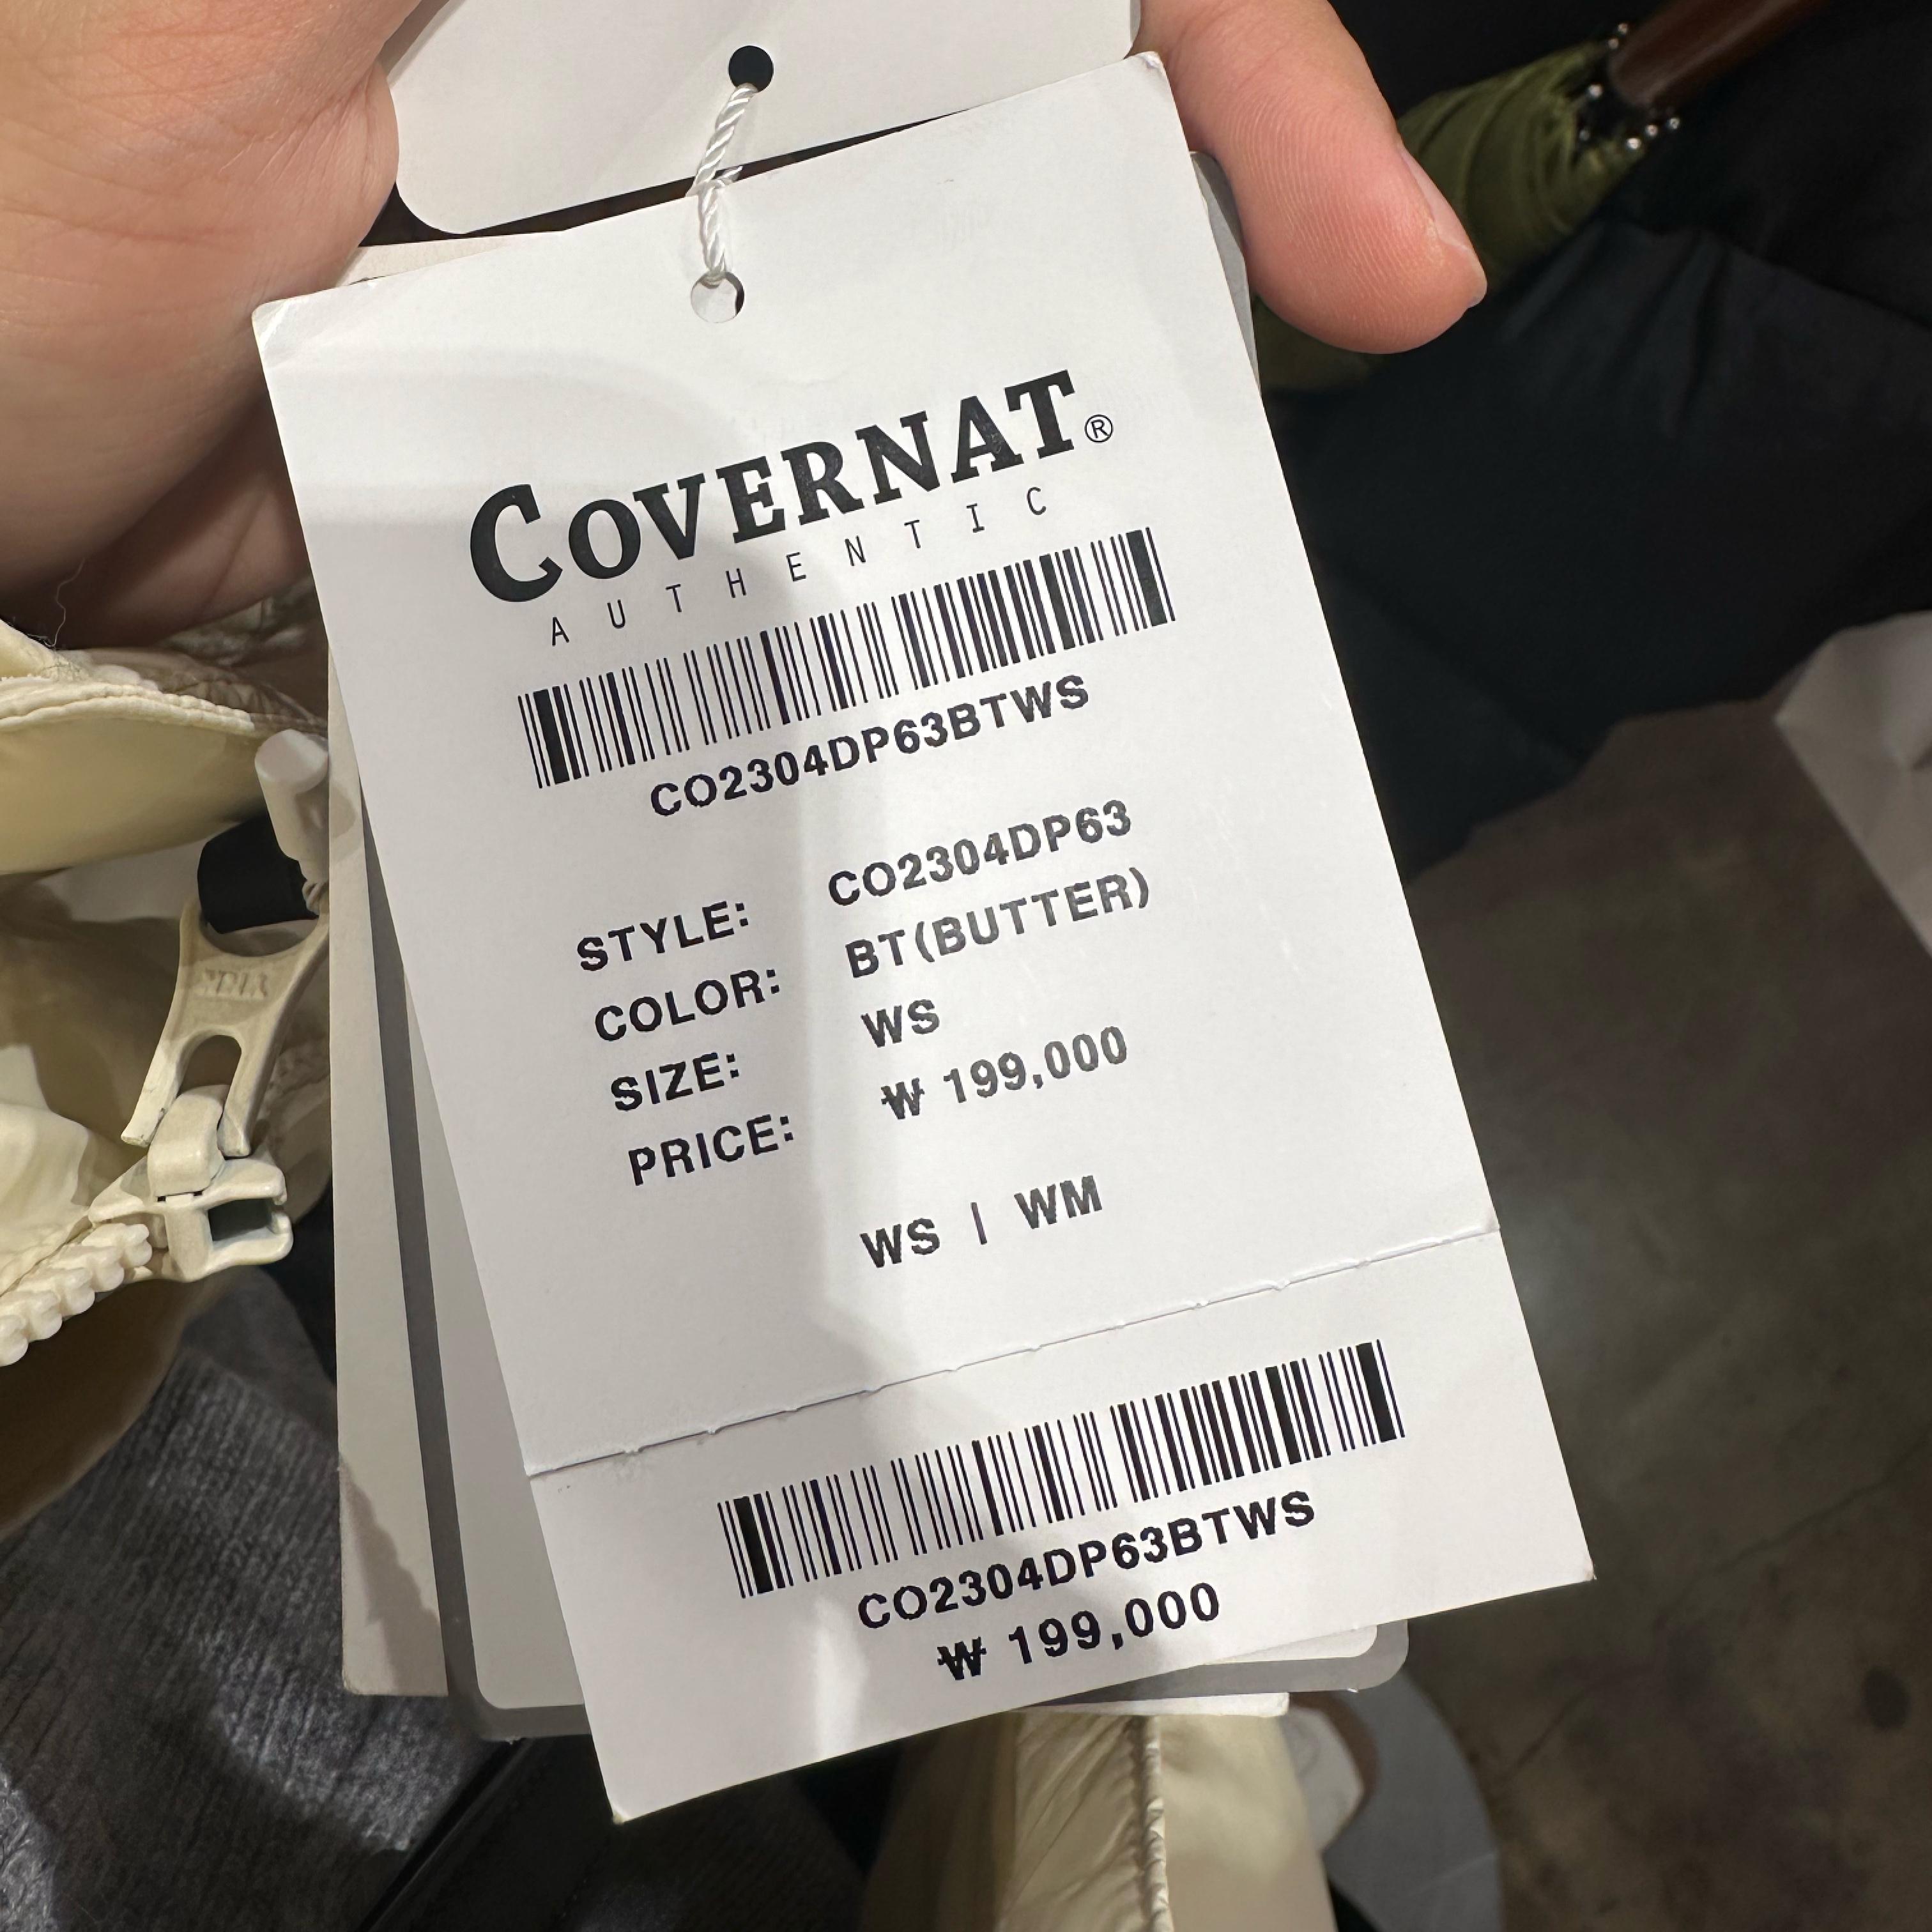 COVERNAT®
AUTHENTIC
CO2304DP63BTWS
STYLE: CO2304DP63
COLOR: BT(BUTTER)
SIZE: WS
PRICE: ₩ 199,000
WS | WM
CO2304DP63BTWS
₩ 199,000